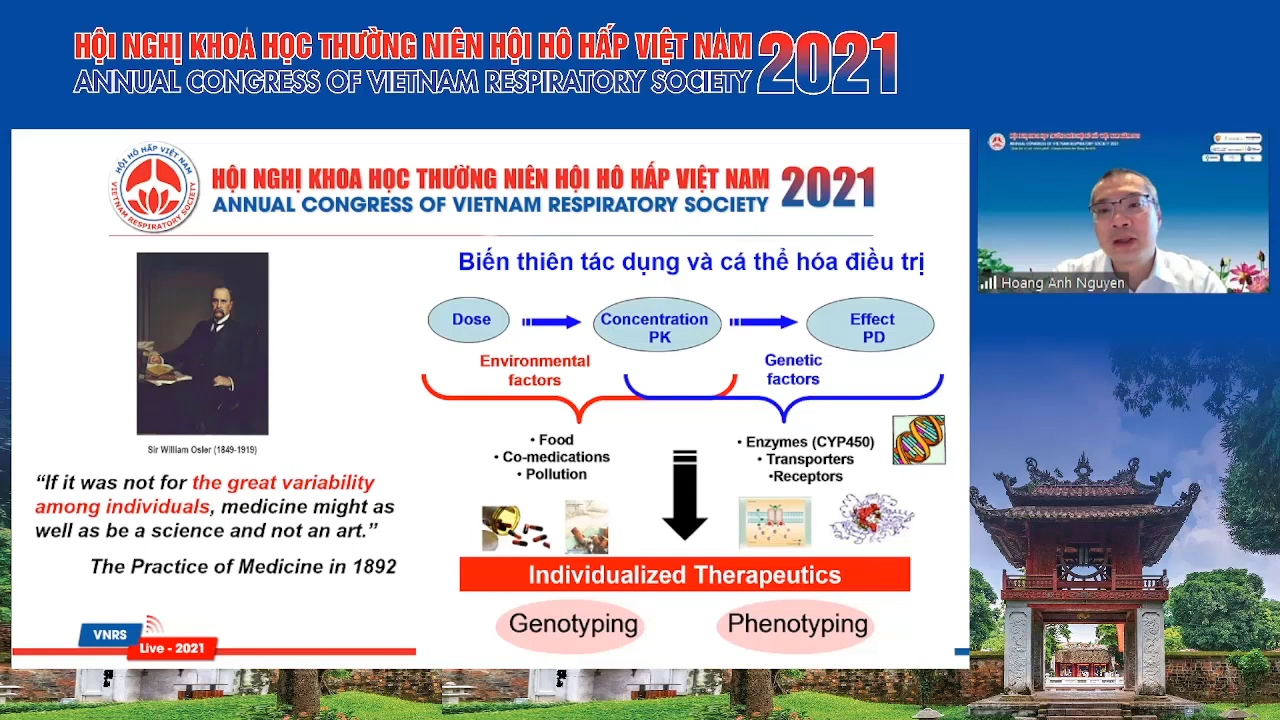 HỘI NGHỊ KHOA HỌC THƯỜNG NIÊN HỘI HÔ HẤP VIỆT NAM 2021
ANNUAL CONGRESS OF VIETNAM RESPIRATORY SOCIETY
HỘI HÔ HẤP VIỆT NAM
VIETNAM RESPIRATORY SOCIETY
HỘI NGHỊ KHOA HỌC THƯỜNG NIÊN HỘI HÔ HẤP VIỆT NAM 2021
ANNUAL CONGRESS OF VIETNAM RESPIRATORY SOCIETY
Hoang Anh Nguyen
Sir William Osler (1849-1919)
“If it was not for the great variability
among individuals, medicine might as
well as be a science and not an art.”
The Practice of Medicine in 1892
Biến thiên tác dụng và cá thể hóa điều trị
Dose
Concentration
PK
Effect
PD
Environmental
factors
Genetic
factors
• Food
• Co-medications
• Pollution
• Enzymes (CYP450)
• Transporters
•Receptors
Individualized Therapeutics
Genotyping
Phenotyping
VNRS
Live - 2021